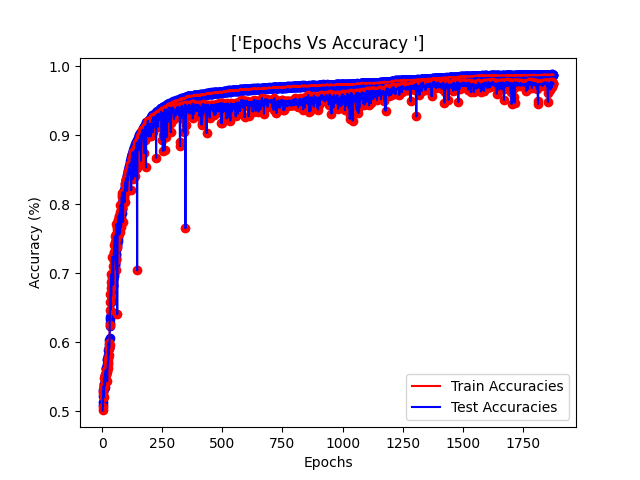 ['Epochs Vs Accuracy ']
1.0
0.9
0.8
0.7
0.6
0.5
Accuracy (%)
0 250 500 750 1000 1250 1500 1750
Epochs
Train Accuracies
Test Accuracies